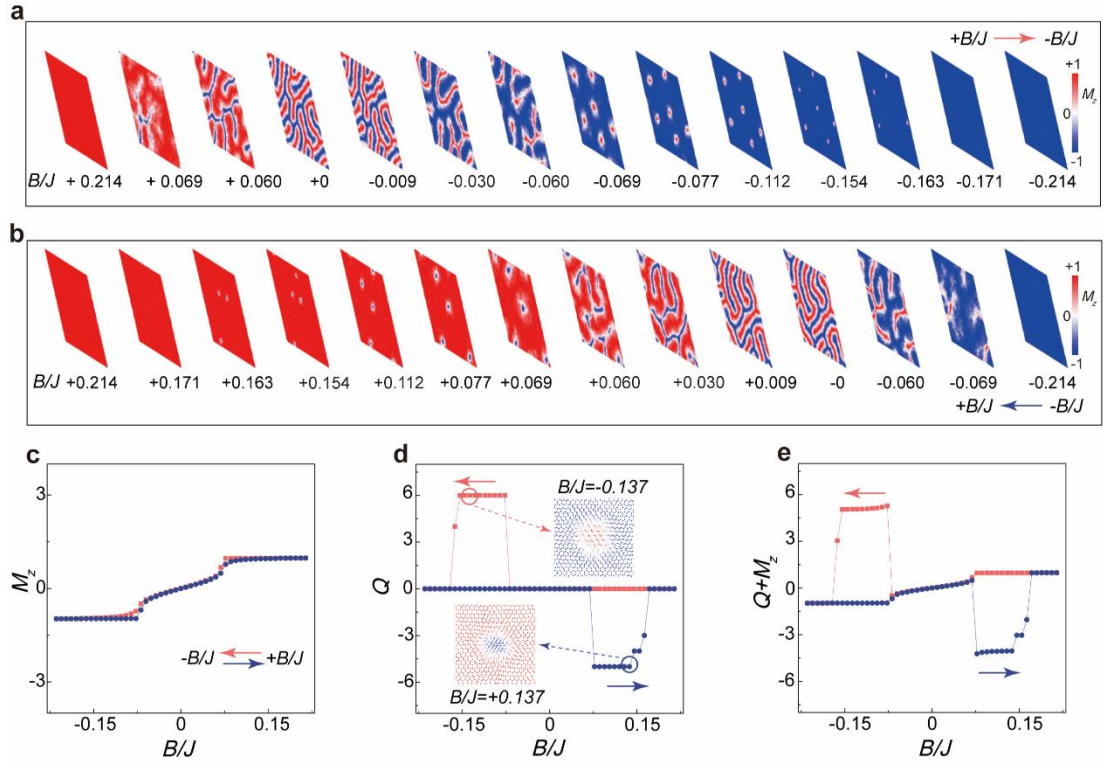 a
+B/J -B/J
+1
0
-1
M_z
B/J +0.214 +0.069 +0.060 +0 -0.009 -0.030 -0.060 -0.069 -0.077 -0.112 -0.154 -0.163 -0.171 -0.214
b
+1
0
-1
M_z
B/J +0.214 +0.171 +0.163 +0.154 +0.112 +0.077 +0.069 +0.060 +0.030 +0.009 -0 -0.060 -0.069 -0.214
+B/J -B/J
c
M_z
3
0
-3
-B/J +B/J
-0.15 0 0.15
B/J
d
Q
6
3
0
-3
-6
B/J=-0.137
B/J=+0.137
-0.15 0 0.15
B/J
e
Q+M_z
6
3
0
-3
-6
-0.15 0 0.15
B/J